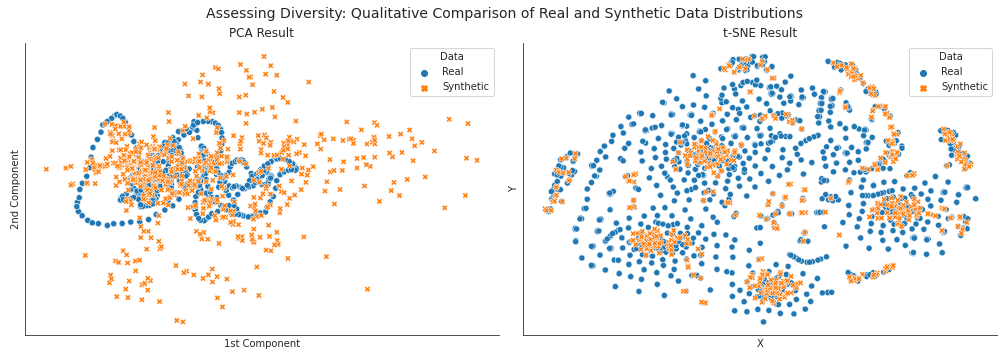 Assessing Diversity: Qualitative Comparison of Real and Synthetic Data Distributions
PCA Result
Data
Real
Synthetic
2nd Component
1st Component
t-SNE Result
Data
Real
Synthetic
Y
X